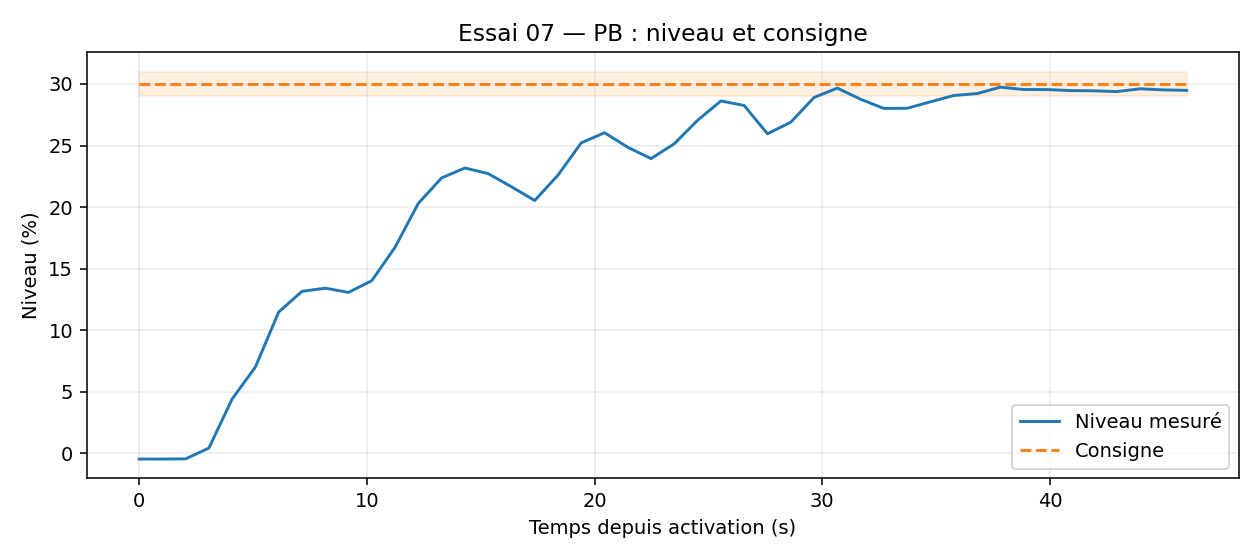 Essai 07 — PB : niveau et consigne
Niveau (%)
30
25
20
15
10
5
0
0 10 20 30 40
Temps depuis activation (s)
Niveau mesuré
Consigne